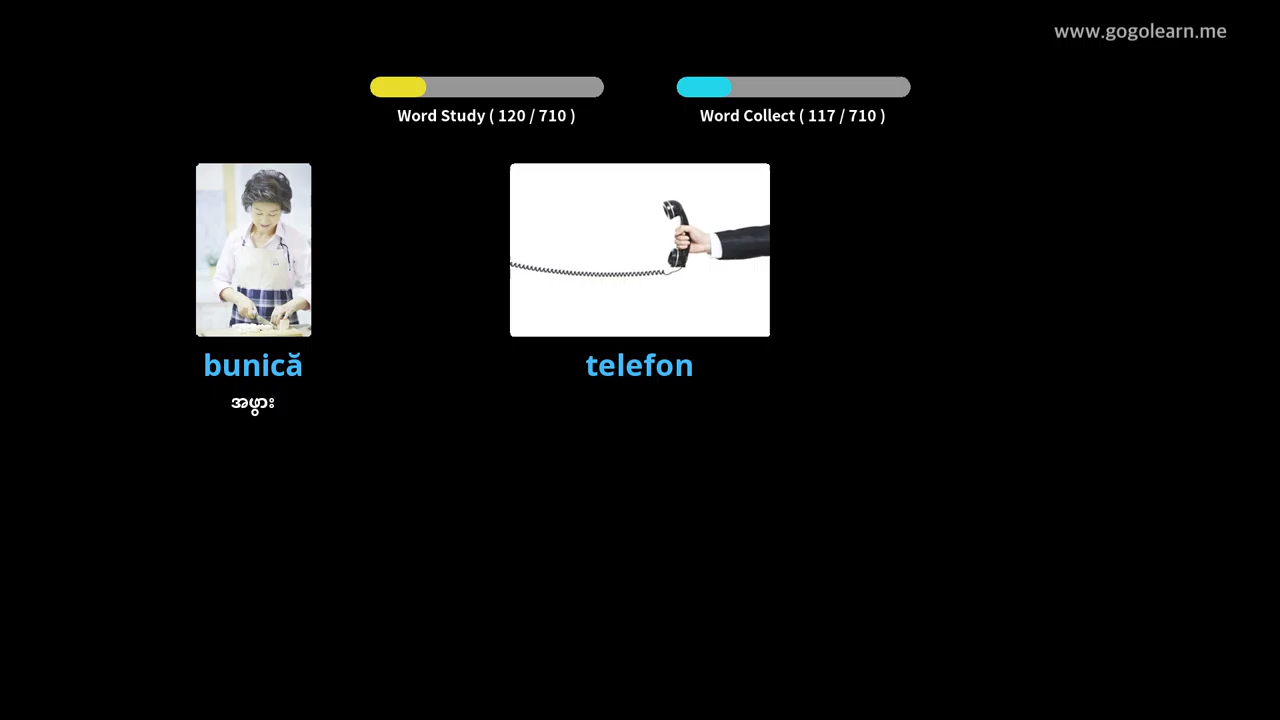 www.gogolearn.me
Word Study ( 120 / 710 )
Word Collect ( 117 / 710 )
bunică
telefon
အဖွား